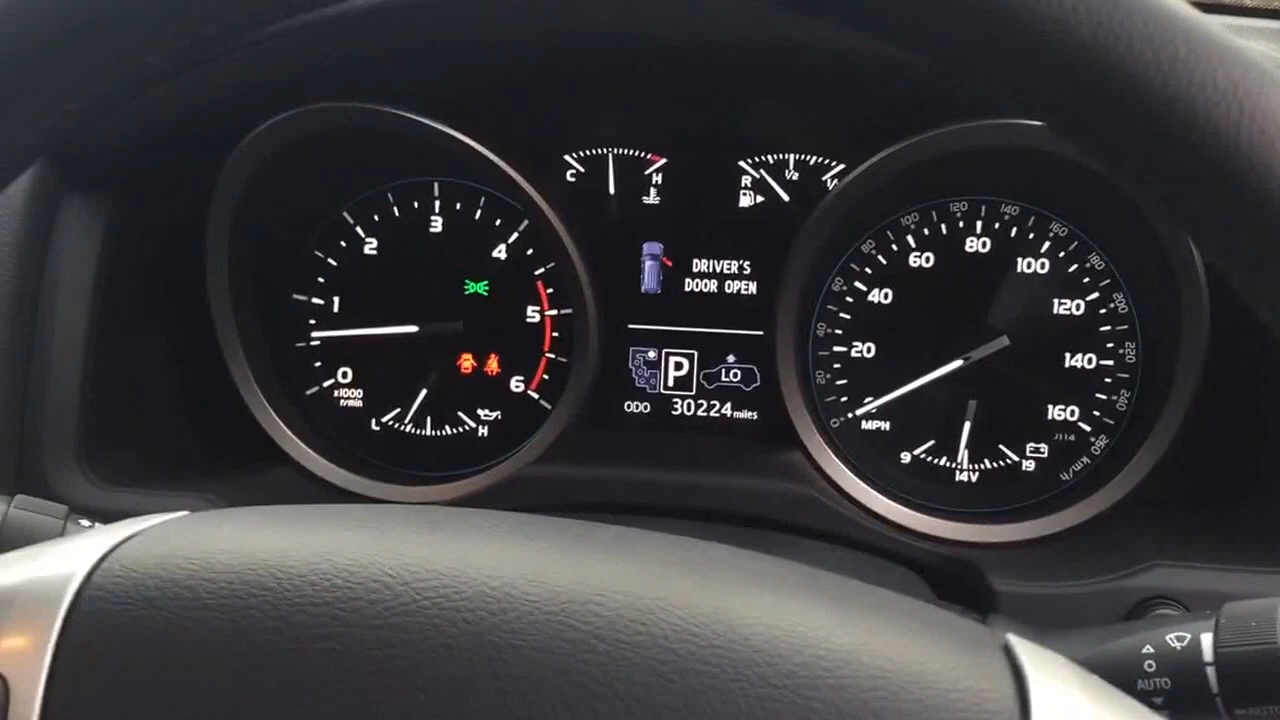 0
1
2
3
4
5
6
x1000
r/min
L
H
C
H
R
1/2
DRIVER'S
DOOR OPEN
P
LO
ODO 30224 miles
0
20
40
60
80
100
120
140
160
MPH
0
20
40
60
80
100
120
140
160
180
200
220
240
260
km/h
J114
9
14V
19
AUTO